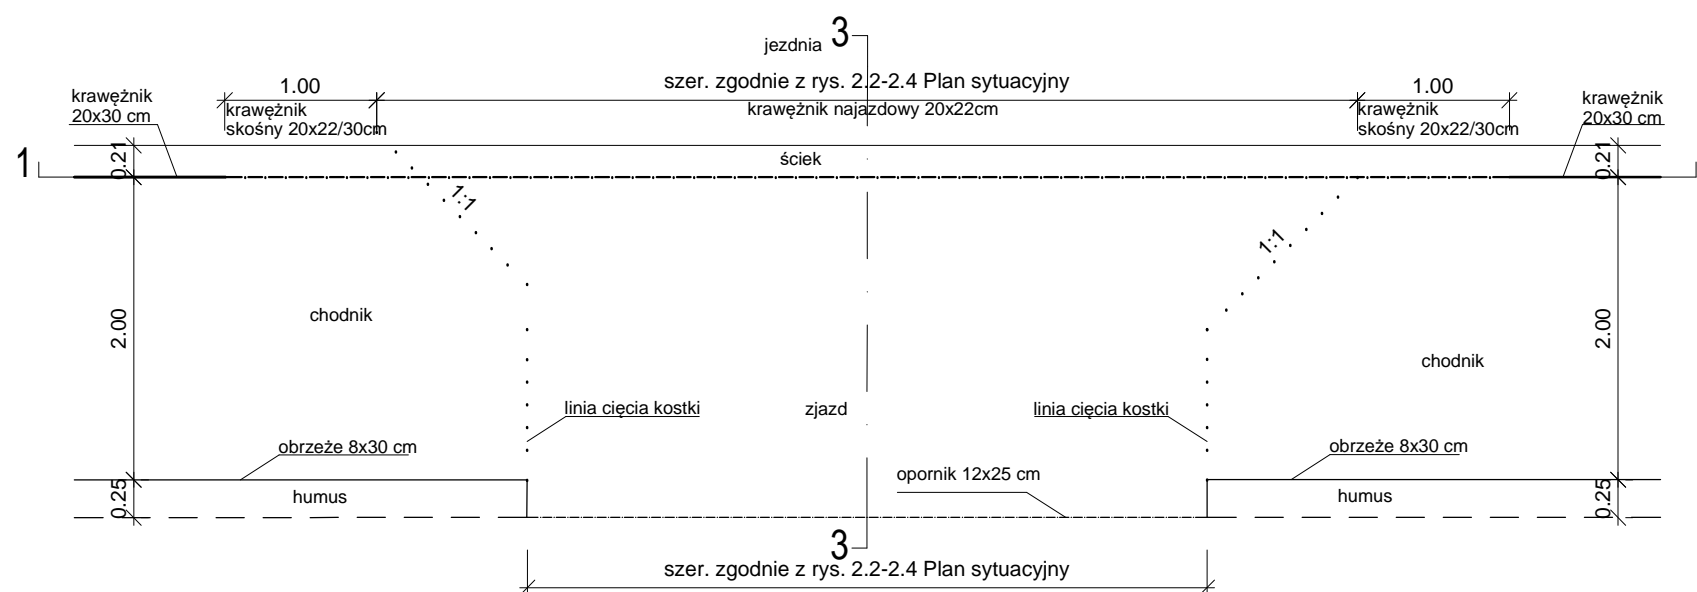 jezdnia
3
szer. zgodnie z rys. 2.2-2.4 Plan sytuacyjny
1.00
1.00
krawężnik
20x30 cm
krawężnik
skośny 20x22/30cm
krawężnik najazdowy 20x22cm
krawężnik
skośny 20x22/30cm
krawężnik
20x30 cm
1
0.21
ściek
0.21
1:1
1:1
2.00
chodnik
2.00
chodnik
linia cięcia kostki
zjazd
linia cięcia kostki
obrzeże 8x30 cm
obrzeże 8x30 cm
opornik 12x25 cm
0.25
humus
humus
0.25
3
szer. zgodnie z rys. 2.2-2.4 Plan sytuacyjny